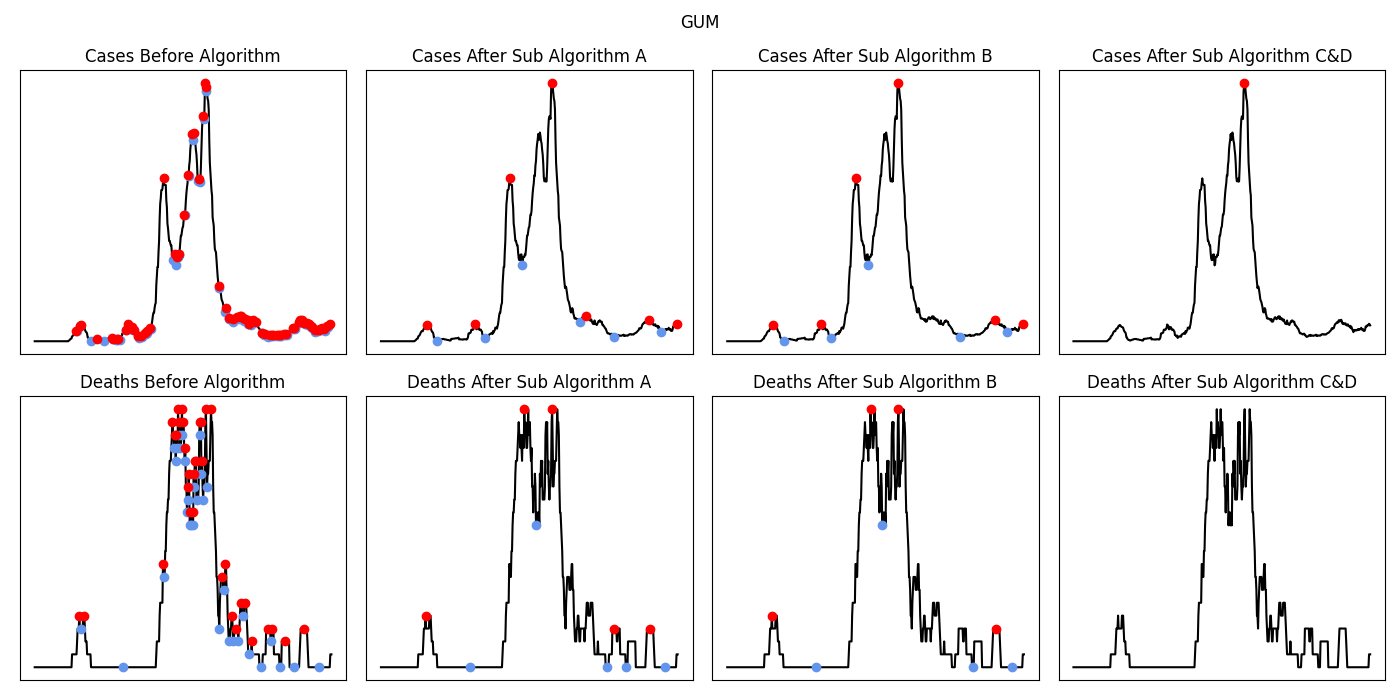 GUM
Cases Before Algorithm
Cases After Sub Algorithm A
Cases After Sub Algorithm B
Cases After Sub Algorithm C&D
Deaths Before Algorithm
Deaths After Sub Algorithm A
Deaths After Sub Algorithm B
Deaths After Sub Algorithm C&D